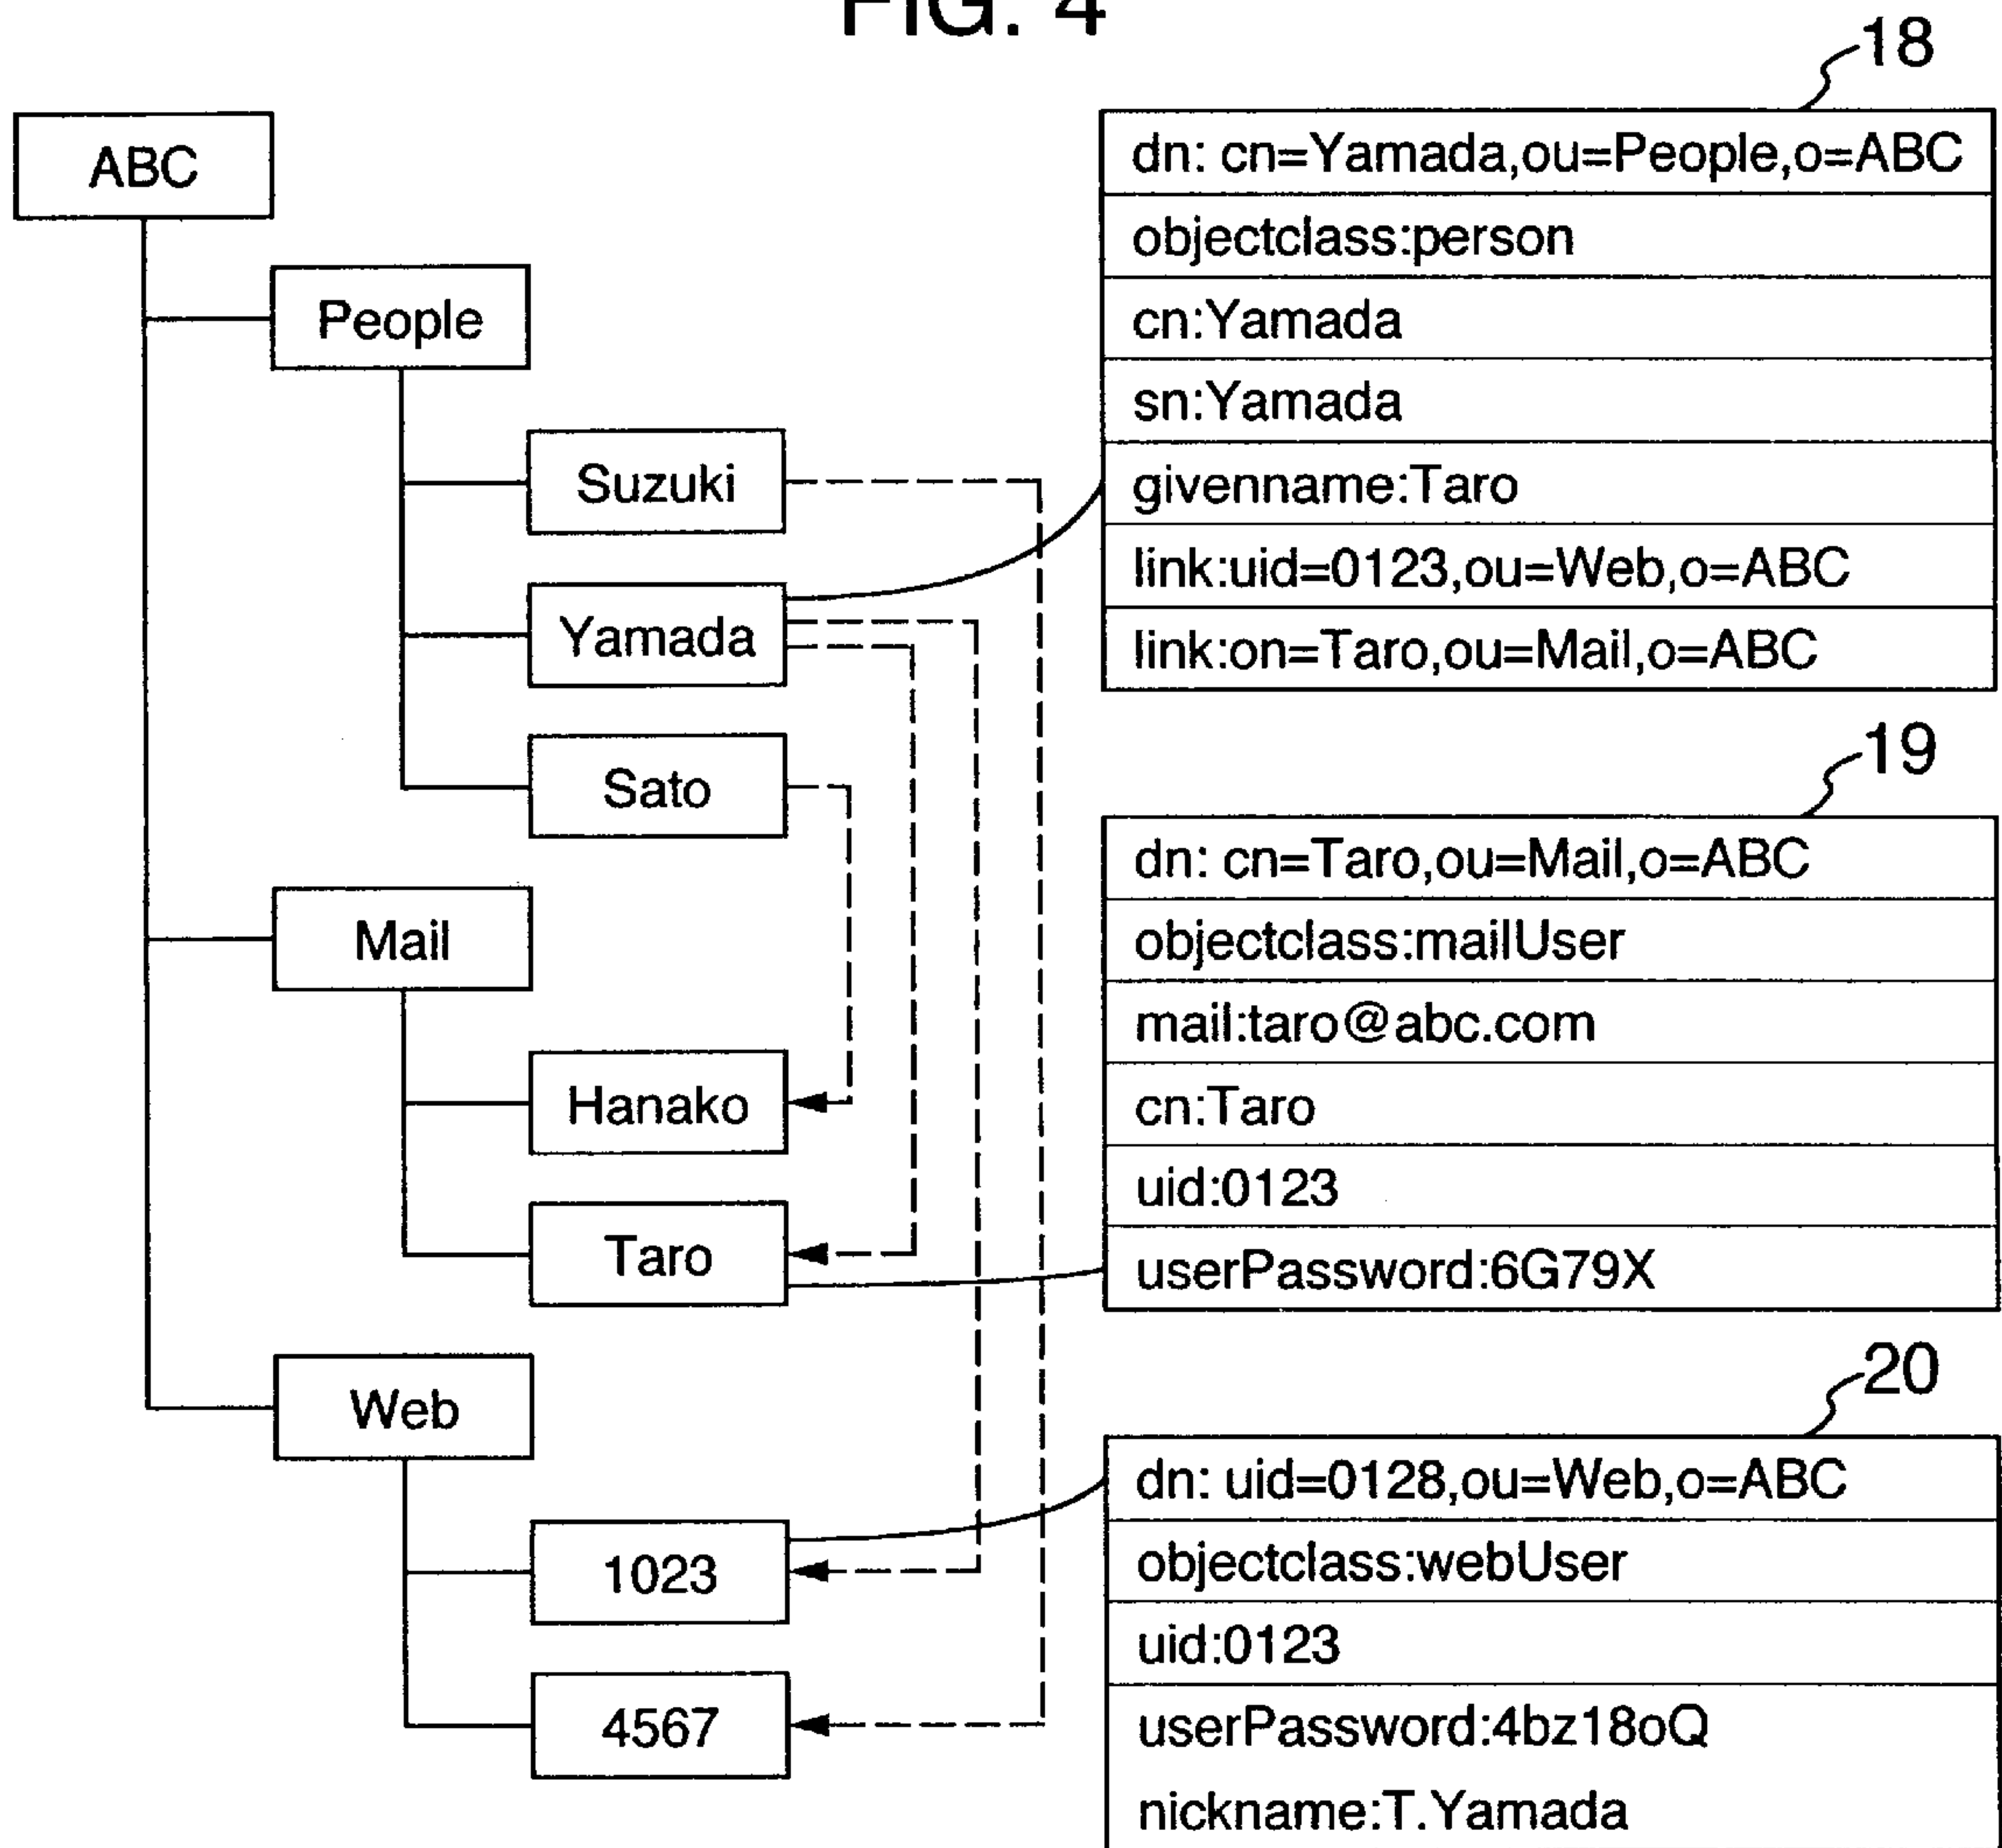 FIG. 4
ABC
People
Suzuki
Yamada
Sato
Mail
Hanako
Taro
Web
1023
4567
18
dn: cn=Yamada,ou=People,o=ABC
objectclass:person
cn:Yamada
sn:Yamada
givenname:Taro
link:uid=0123,ou=Web,o=ABC
link:on=Taro,ou=Mail,o=ABC
19
dn: cn=Taro,ou=Mail,o=ABC
objectclass:mailUser
mail:taro@abc.com
cn:Taro
uid:0123
userPassword:6G79X
20
dn: uid=0128,ou=Web,o=ABC
objectclass:webUser
uid:0123
userPassword:4bz18oQ
nickname:T.Yamada